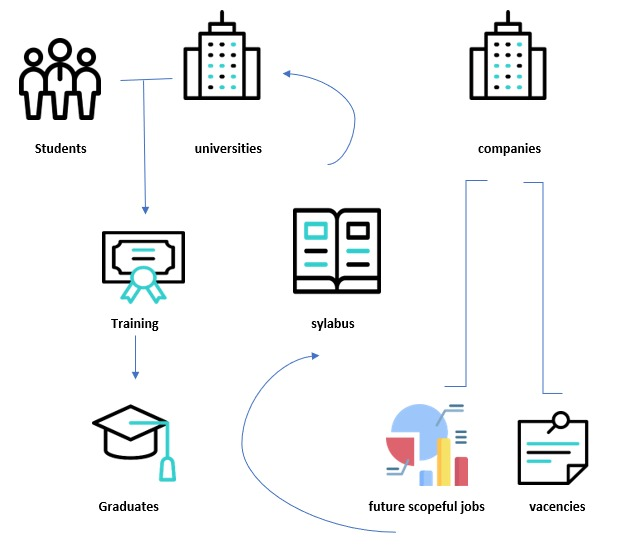 Students
universities
companies
Training
sylabus
Graduates
future scopeful jobs
vacencies